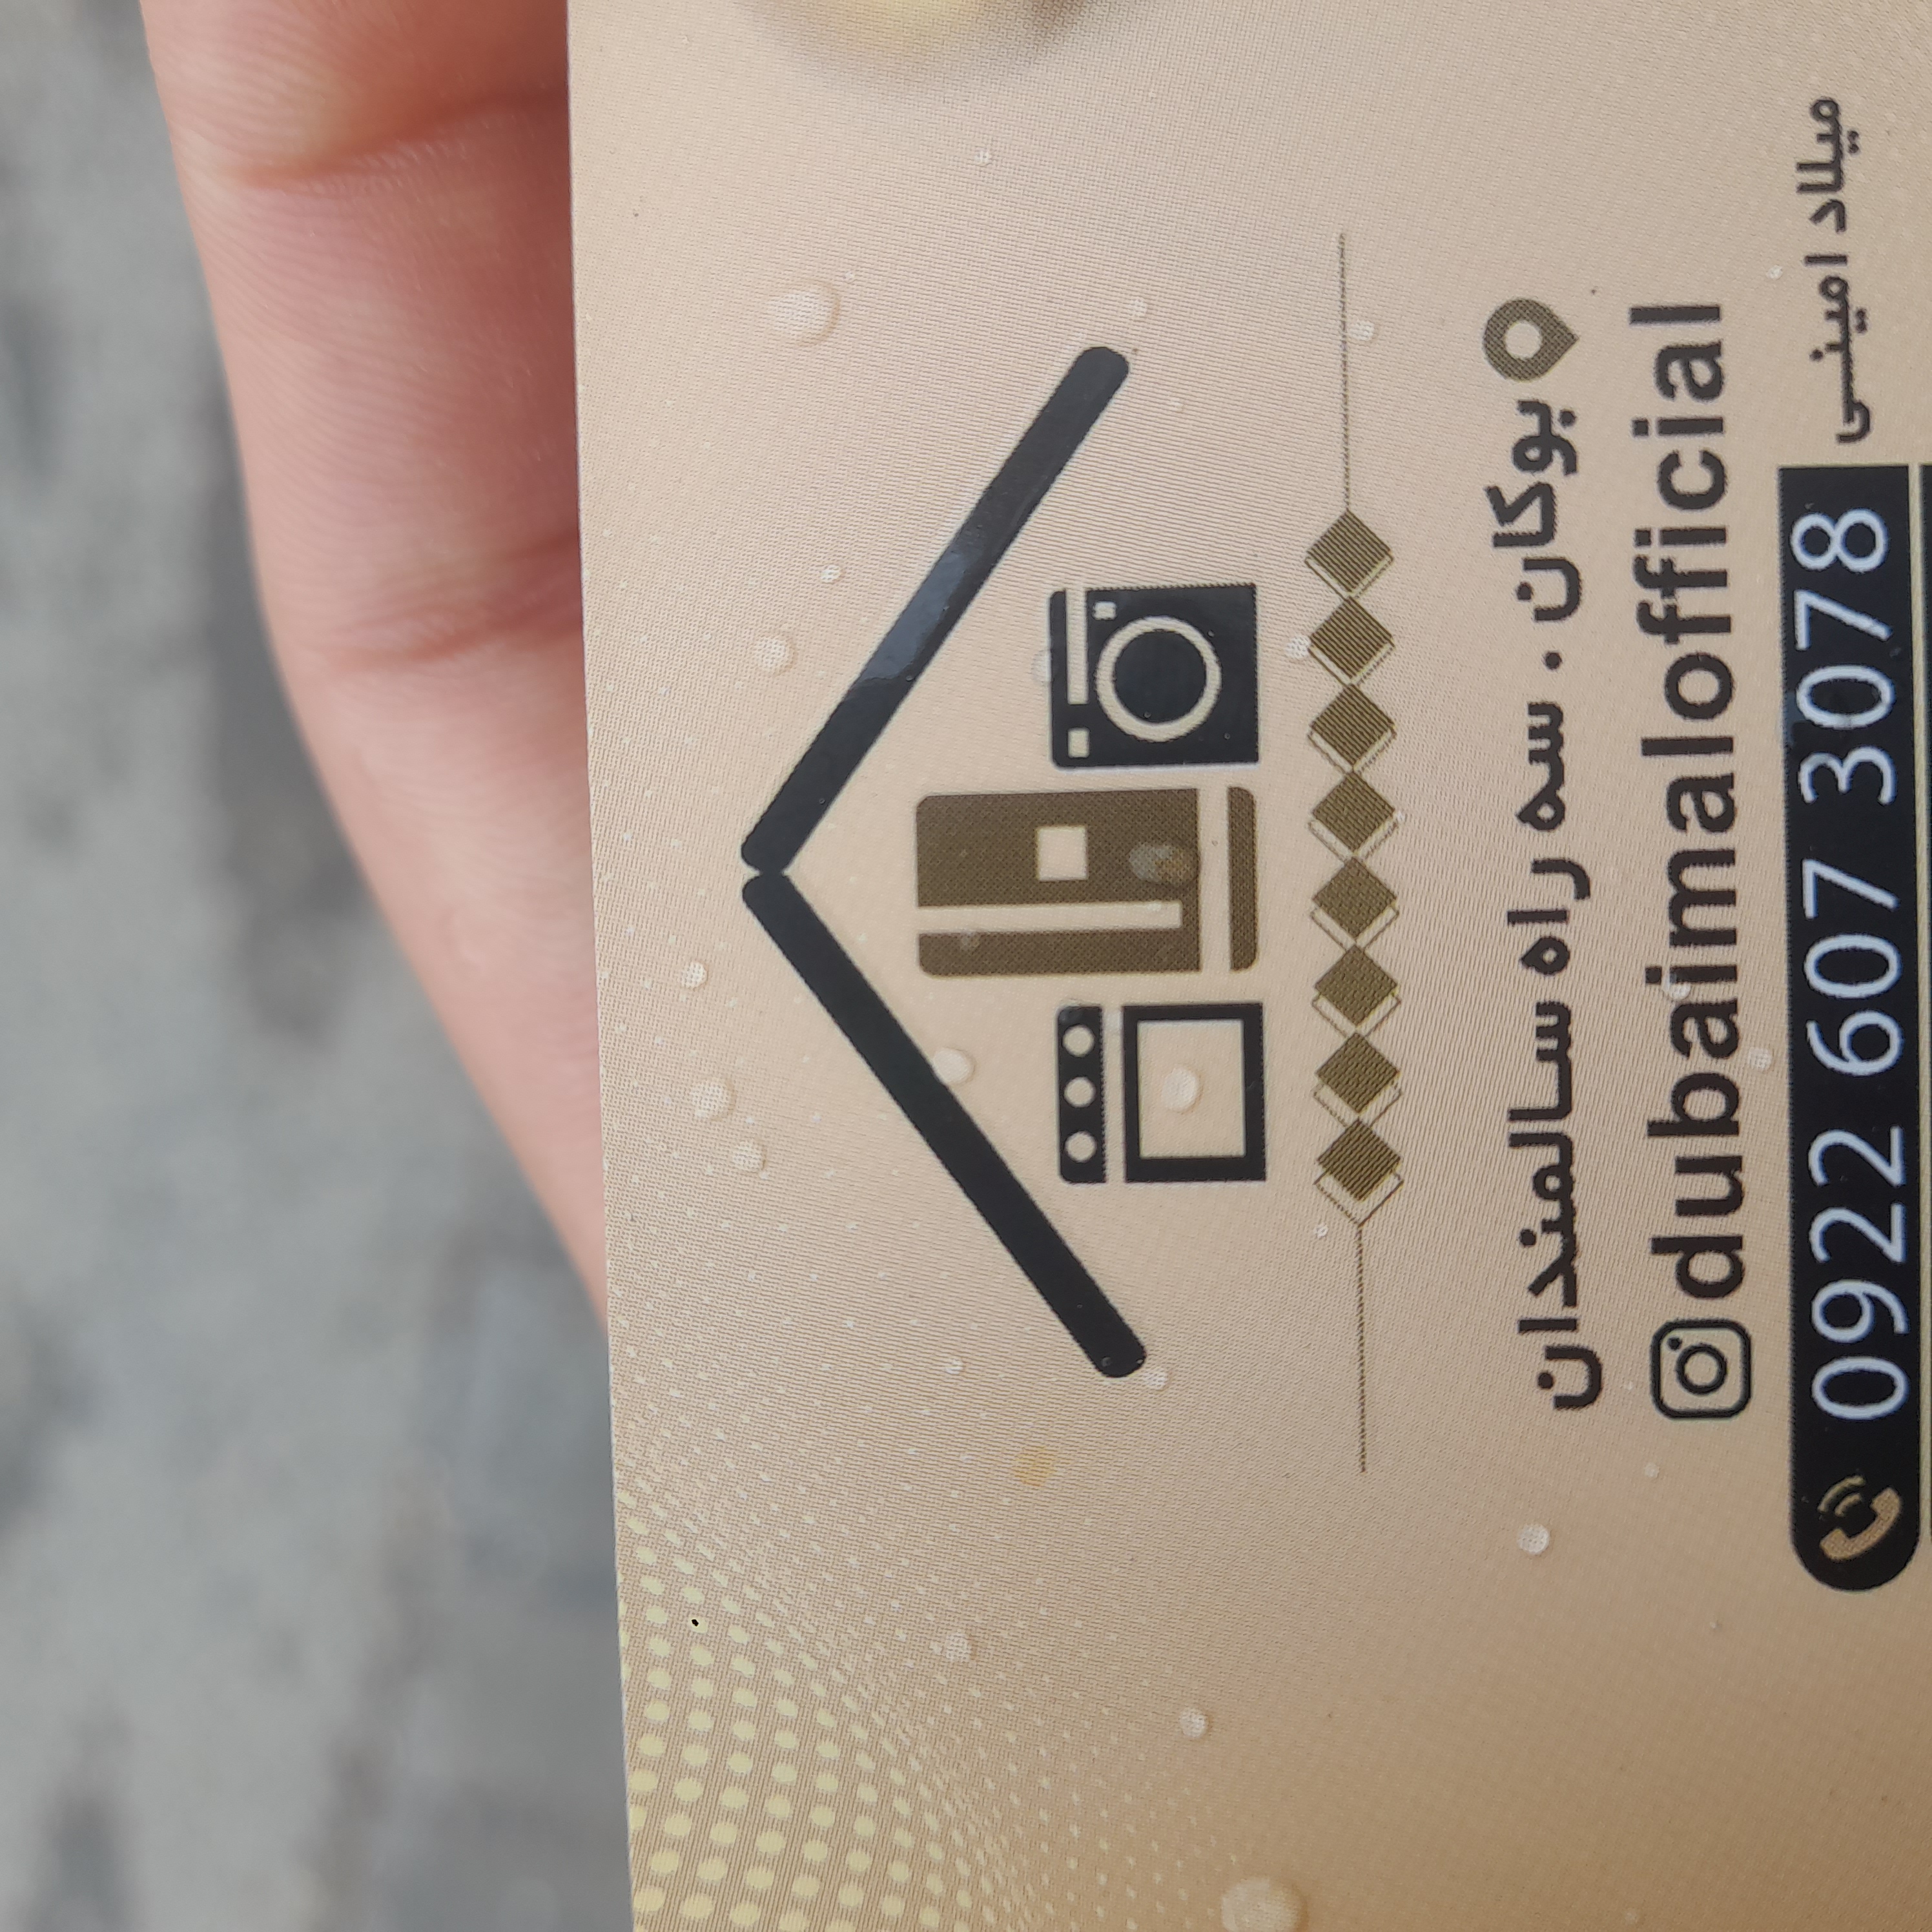 بوکان . سه راه سالمندان
dubaimalofficial
0922 607 3078 میلاد امینی